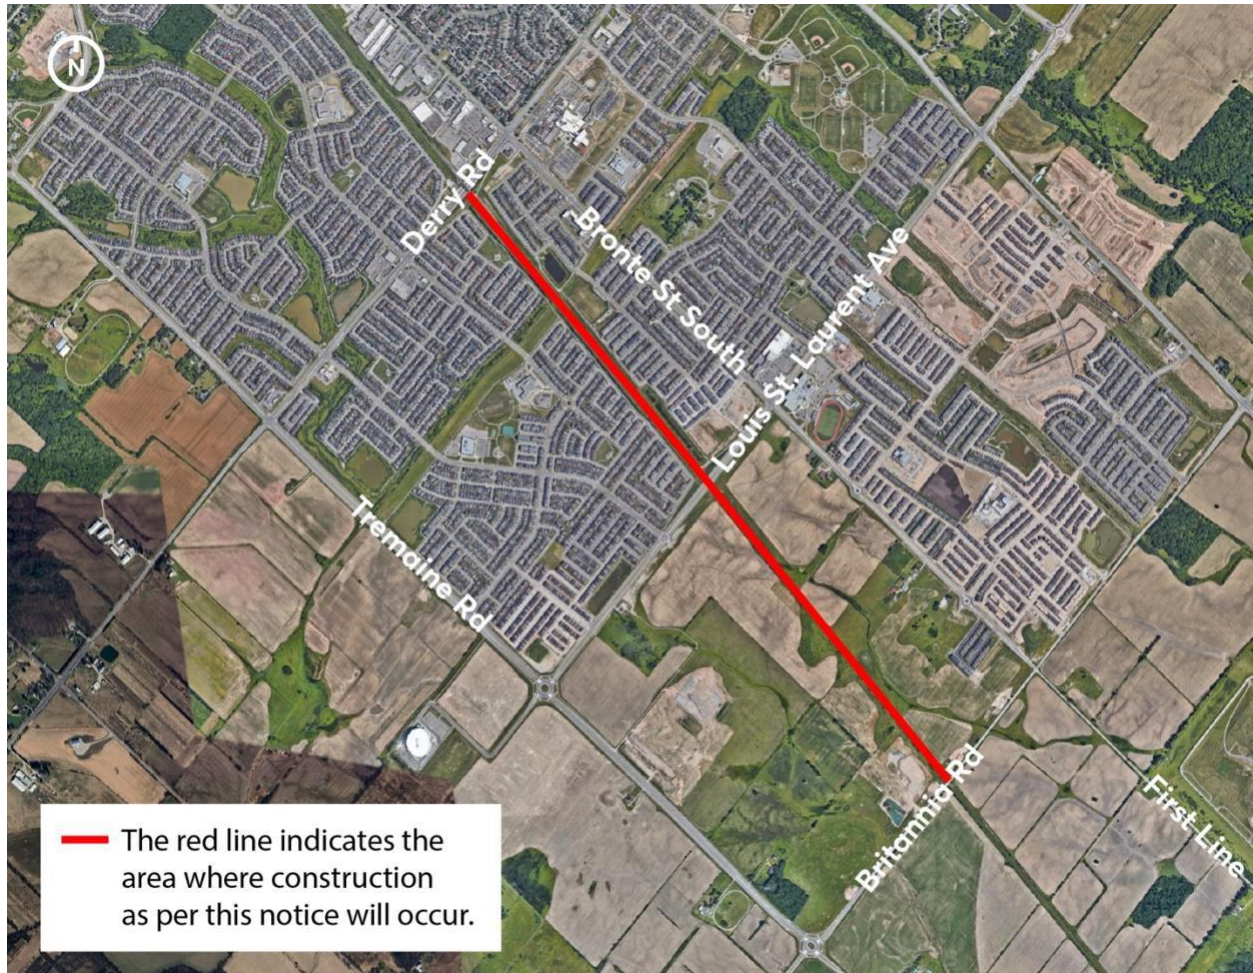 N
Derry Rd
Bronte St South
Louis St. Laurent Ave
Tremaine Rd
Britannia Rd
First Line
The red line indicates the
area where construction
as per this notice will occur.